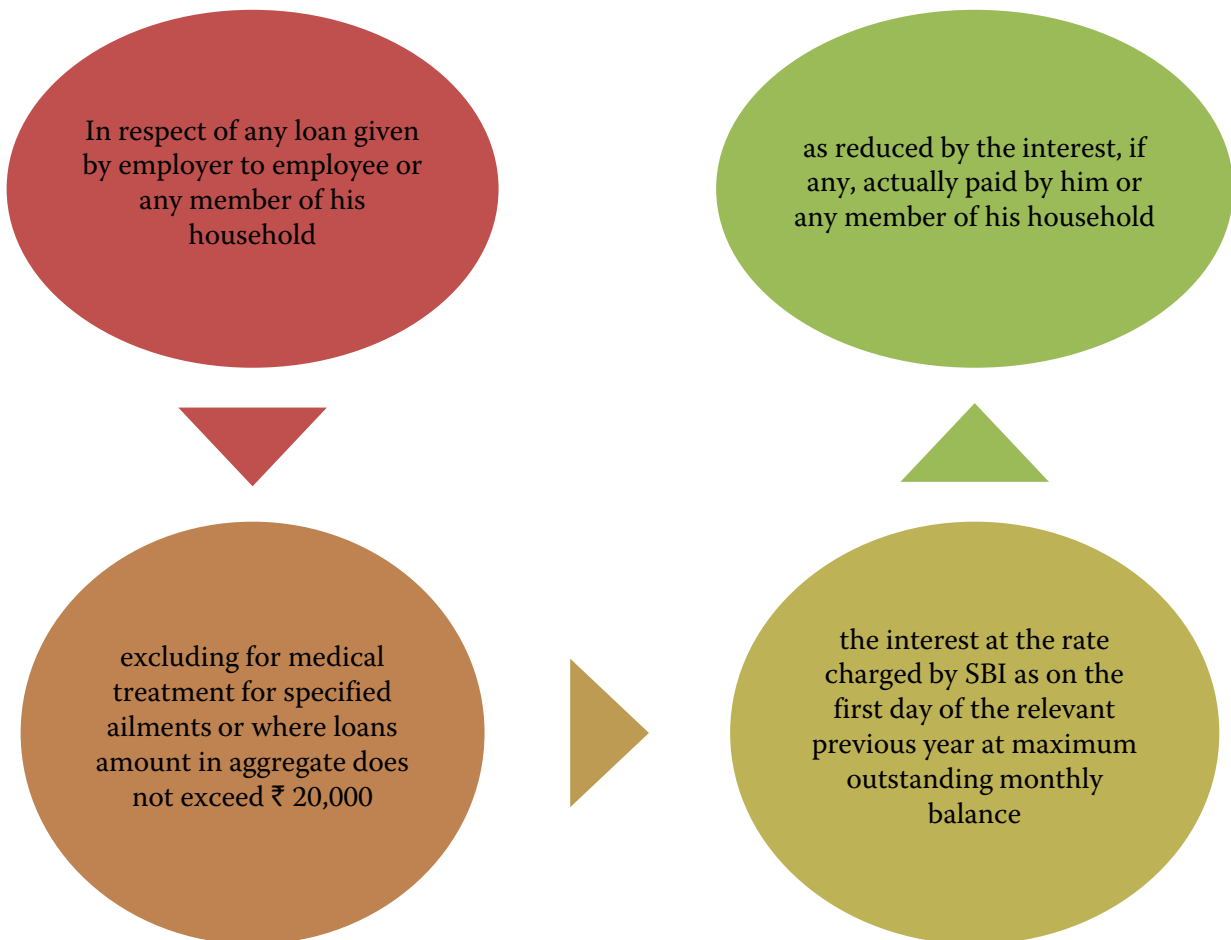 In respect of any loan given
by employer to employee or
any member of his
household
excluding for medical
treatment for specified
ailments or where loans
amount in aggregate does
not exceed ₹ 20,000
the interest at the rate
charged by SBI as on the
first day of the relevant
previous year at maximum
outstanding monthly
balance
as reduced by the interest, if
any, actually paid by him or
any member of his household